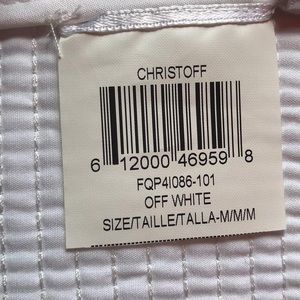 CHRISTOFF
6 12000 46959 8
FQP4I086-101
OFF WHITE
SIZE/TAILLE/TALLA-M/M/M